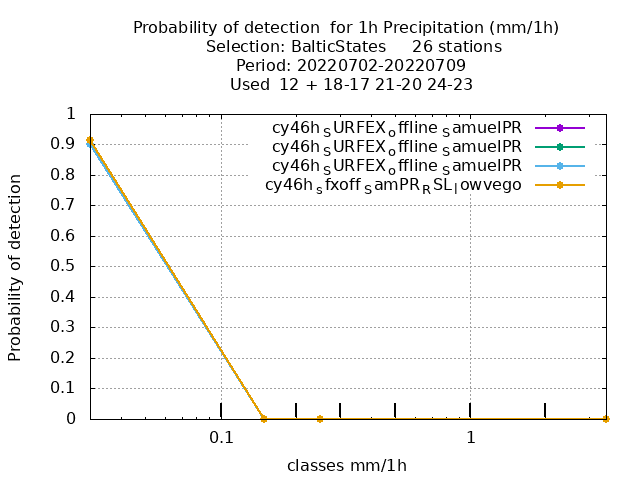 Probability of detection  for 1h Precipitation (mm/1h)
Selection: BalticStates     26 stations
Period: 20220702-20220709
Used  12 + 18-17 21-20 24-23
cy46h_SURFEX_offline_SamuelPR
cy46h_SURFEX_offline_SamuelPR
cy46h_SURFEX_offline_SamuelPR
cy46h_sfxoff_SamPR_RSL_lowvego
1
0.9
0.8
0.7
0.6
0.5
0.4
0.3
0.2
0.1
0
Probability of detection
0.1
1
classes mm/1h